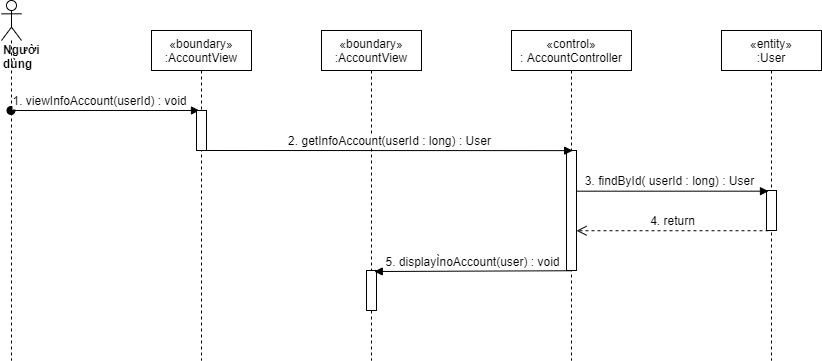 Người
dùng
«boundary»
:AccountView
«boundary»
:AccountView
«control»
: AccountController
«entity»
:User
1. viewInfoAccount(userId) : void
2. getInfoAccount(userId : long) : User
3. findById( userId : long) : User
4. return
5. displayÌnoAccount(user) : void